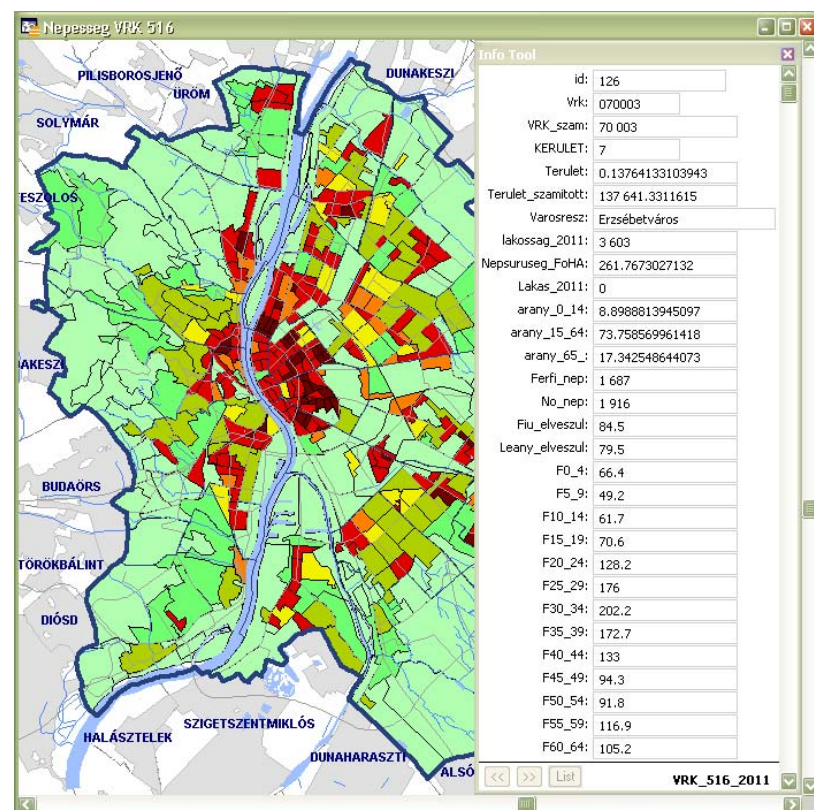 Nepesseg VRK 516
PILISBOROSJENŐ
ÜRÖM
DUNAKESZI
SOLYMÁR
TESZOLOS
AKESZI
BUDAÖRS
TÖRÖKBÁLINT
DIÓSD
HALÁSZTELEK
SZIGETSZENTMIKLÓS
DUNAHARASZTI
ALSÓ
Info Tool
id: 126
Vrk: 070003
VRK_szam: 70 003
KERULET: 7
Terulet: 0.13764133103943
Terulet_szamitott: 137 641.3311615
Varosresz: Erzsébetváros
lakossag_2011: 3 603
Nepsuruseg_FoHA: 261.7673027132
Lakas_2011: 0
arany_0_14: 8.8988813945097
arany_15_64: 73.758569961418
arany_65_: 17.342548644073
Ferfi_nep: 1 687
No_nep: 1 916
Fiu_elveszul: 84.5
Leany_elveszul: 79.5
F0_4: 66.4
F5_9: 49.2
F10_14: 61.7
F15_19: 70.6
F20_24: 128.2
F25_29: 176
F30_34: 202.2
F35_39: 172.7
F40_44: 133
F45_49: 94.3
F50_54: 91.8
F55_59: 116.9
F60_64: 105.2
<< >> List VRK_516_2011